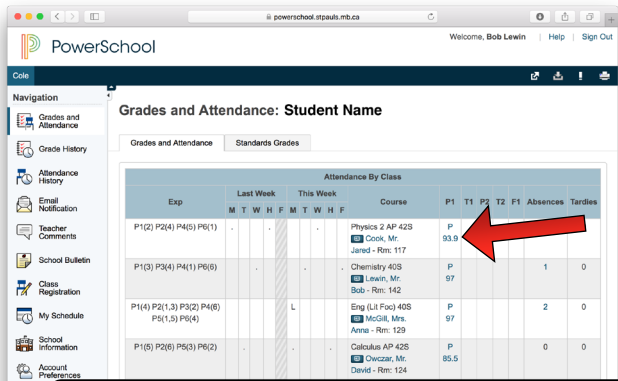 powerschool.stpauls.mb.ca
PowerSchool
Welcome, Bob Lewin | Help | Sign Out
Cole
Navigation
Grades and Attendance
Grade History
Attendance History
Email Notification
Teacher Comments
School Bulletin
Class Registration
My Schedule
School Information
Account Preferences
Grades and Attendance: Student Name
Grades and Attendance Standards Grades
Attendance By Class
Exp Last Week This Week Course P1 T1 P2 T2 F1 Absences Tardies
M T W H F M T W H F
P1(2) P2(4) P4(5) P6(1) . . . Physics 2 AP 42S P
Cook, Mr. 93.9
Jared - Rm: 117
P1(3) P3(4) P4(1) P6(6) . . . Chemistry 40S P 1 0
Lewin, Mr. 97
Bob - Rm: 142
P1(4) P2(1,3) P3(2) P4(6) L Eng (Lit Foc) 40S P 2 0
P5(1,5) P6(4) McGill, Mrs. 97
Anna - Rm: 129
P1(5) P2(6) P5(3) P6(2) . . . Calculus AP 42S P 0 0
Owczar, Mr. 85.5
David - Rm: 124